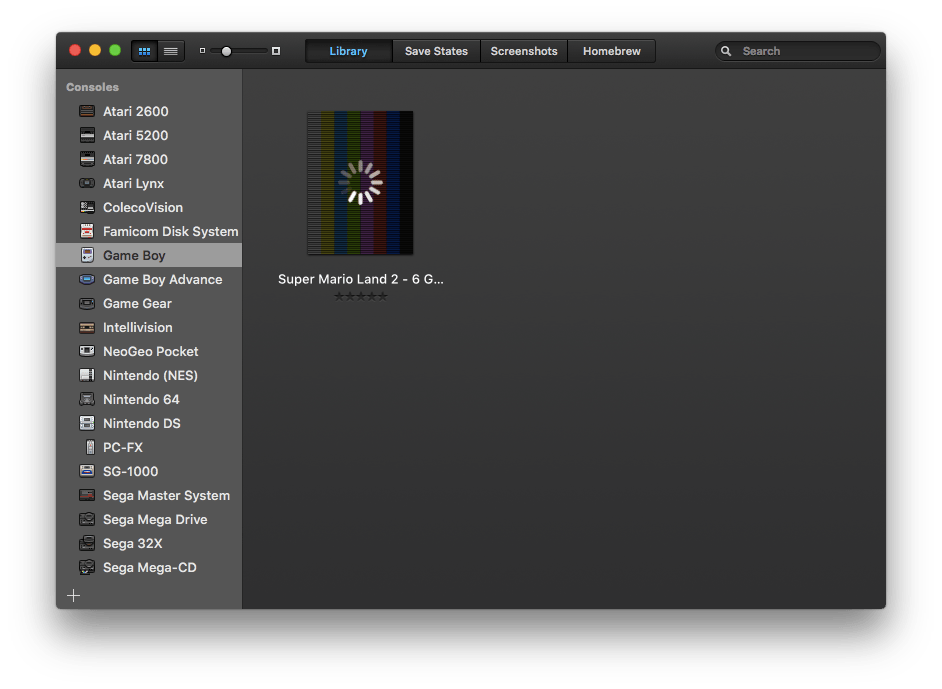 Library
Save States
Screenshots
Homebrew
Search
Consoles
Atari 2600
Atari 5200
Atari 7800
Atari Lynx
ColecoVision
Famicom Disk System
Game Boy
Game Boy Advance
Game Gear
Intellivision
NeoGeo Pocket
Nintendo (NES)
Nintendo 64
Nintendo DS
PC-FX
SG-1000
Sega Master System
Sega Mega Drive
Sega 32X
Sega Mega-CD
Super Mario Land 2 - 6 G...